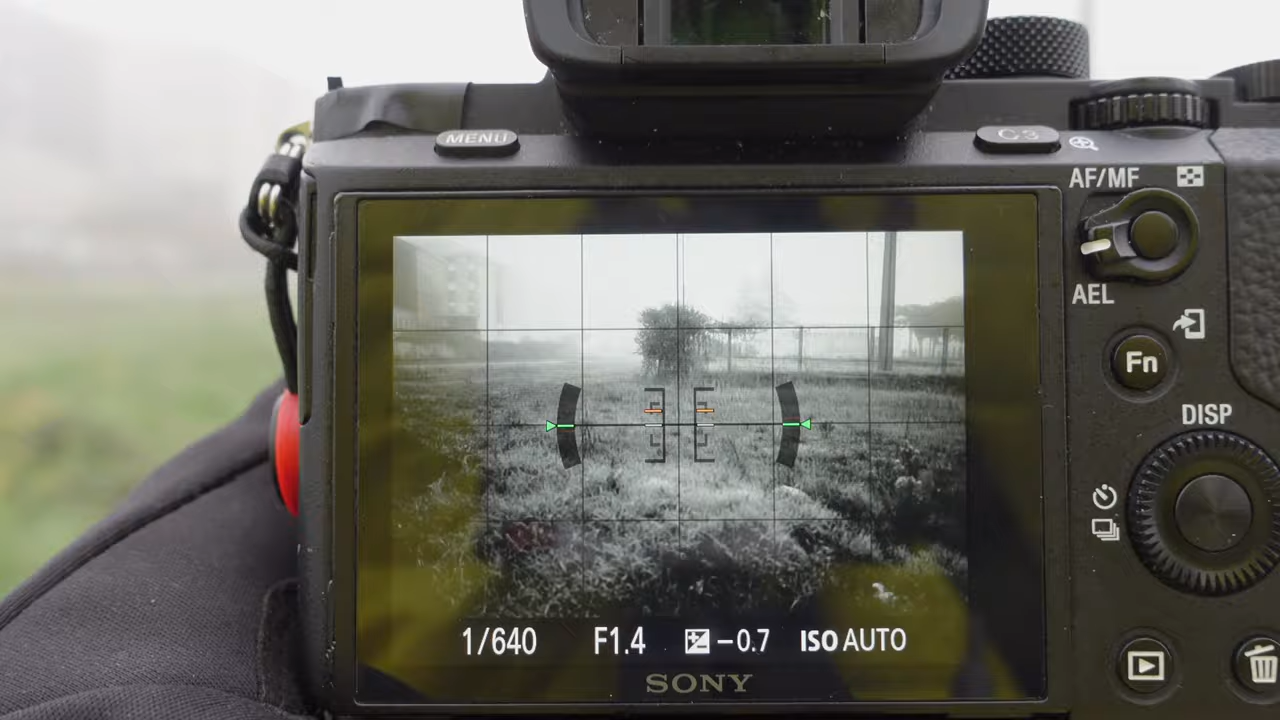 MENU
C3
AF/MF
AEL
Fn
DISP
1/640 F1.4 −0.7 ISO AUTO
SONY